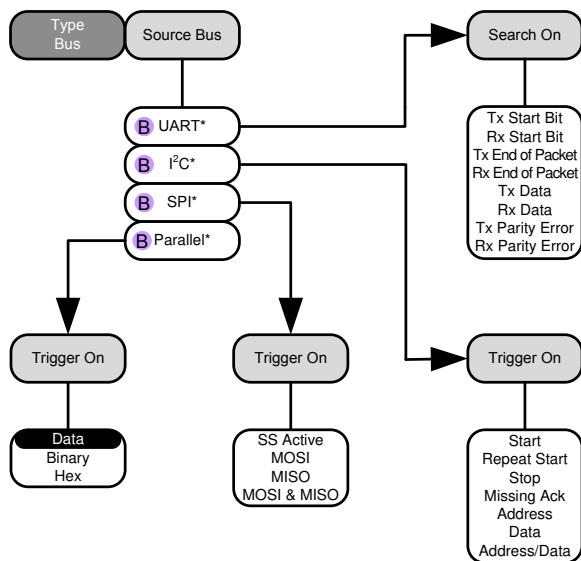 Type
Bus
Source Bus
Search On
B UART*
B I²C*
B SPI*
B Parallel*
Tx Start Bit
Rx Start Bit
Tx End of Packet
Rx End of Packet
Tx Data
Rx Data
Tx Parity Error
Rx Parity Error
Trigger On
Trigger On
Trigger On
Data
Binary
Hex
SS Active
MOSI
MISO
MOSI & MISO
Start
Repeat Start
Stop
Missing Ack
Address
Data
Address/Data